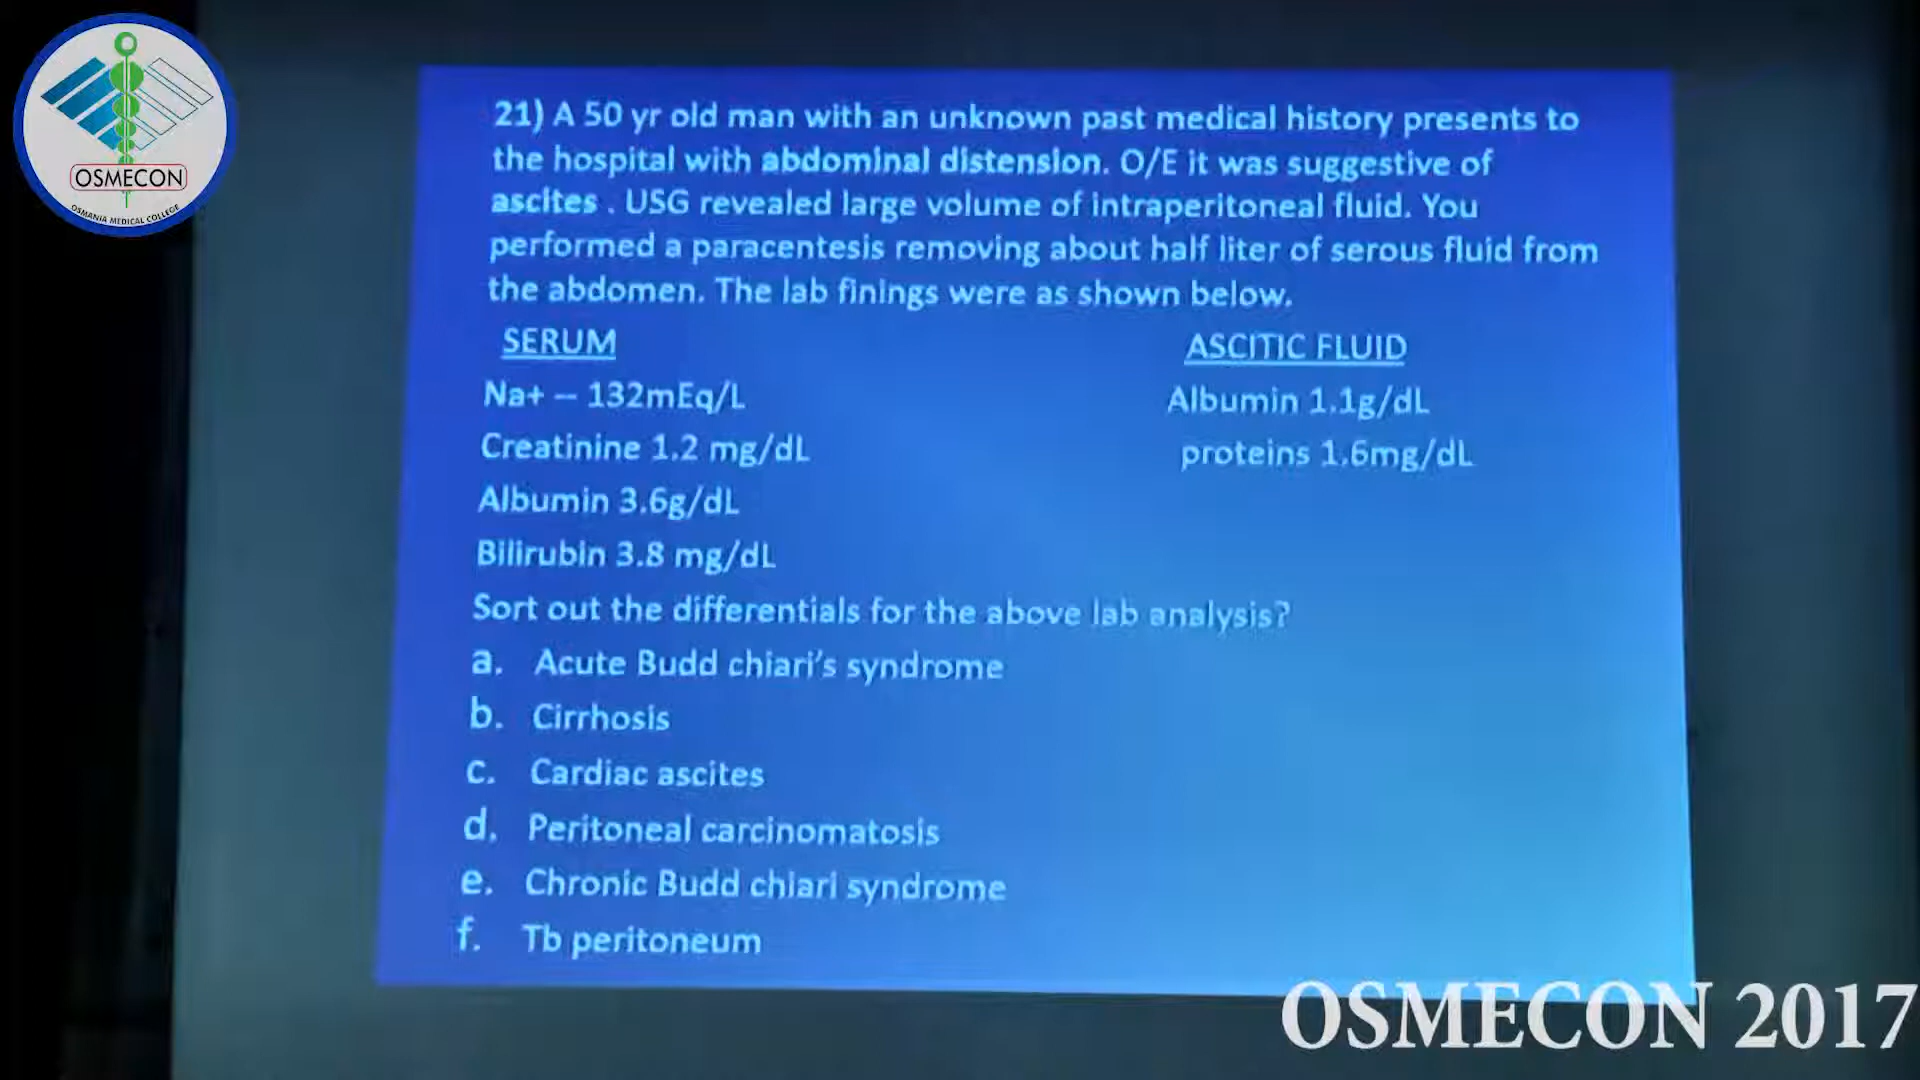 OSMECON
OSMANIA MEDICAL COLLEGE
21) A 50 yr old man with an unknown past medical history presents to
the hospital with abdominal distension. O/E it was suggestive of
ascites . USG revealed large volume of intraperitoneal fluid. You
performed a paracentesis removing about half liter of serous fluid from
the abdomen. The lab finings were as shown below.
SERUM ASCITIC FLUID
Na+ – 132mEq/L Albumin 1.1g/dL
Creatinine 1.2 mg/dL proteins 1.6mg/dL
Albumin 3.6g/dL
Bilirubin 3.8 mg/dL
Sort out the differentials for the above lab analysis?
a. Acute Budd chiari's syndrome
b. Cirrhosis
c. Cardiac ascites
d. Peritoneal carcinomatosis
e. Chronic Budd chiari syndrome
f. Tb peritoneum
OSMECON 2017